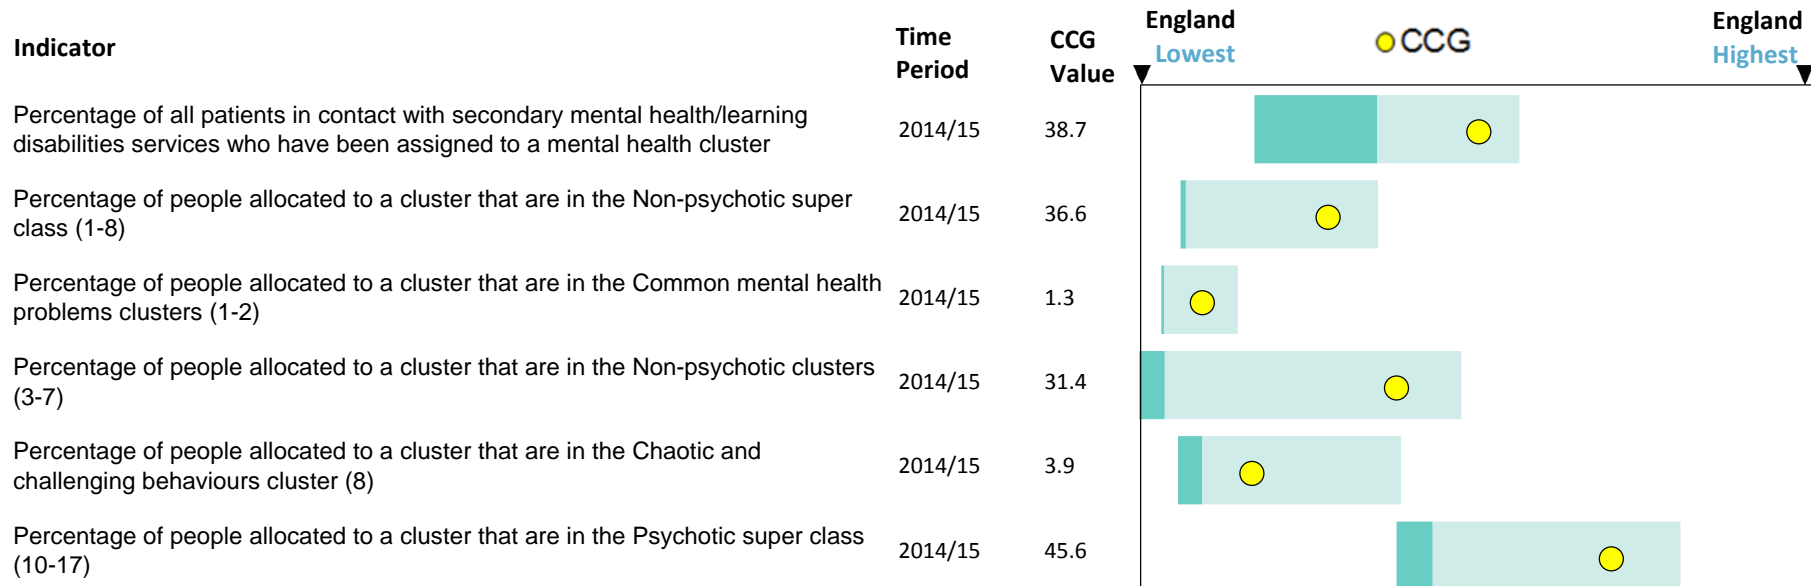 Indicator
Time
Period
CCG
Value
England
Lowest
CCG
England
Highest
Percentage of all patients in contact with secondary mental health/learning
disabilities services who have been assigned to a mental health cluster
2014/15
38.7
Percentage of people allocated to a cluster that are in the Non-psychotic super
class (1-8)
2014/15
36.6
Percentage of people allocated to a cluster that are in the Common mental health
problems clusters (1-2)
2014/15
1.3
Percentage of people allocated to a cluster that are in the Non-psychotic clusters
(3-7)
2014/15
31.4
Percentage of people allocated to a cluster that are in the Chaotic and
challenging behaviours cluster (8)
2014/15
3.9
Percentage of people allocated to a cluster that are in the Psychotic super class
(10-17)
2014/15
45.6